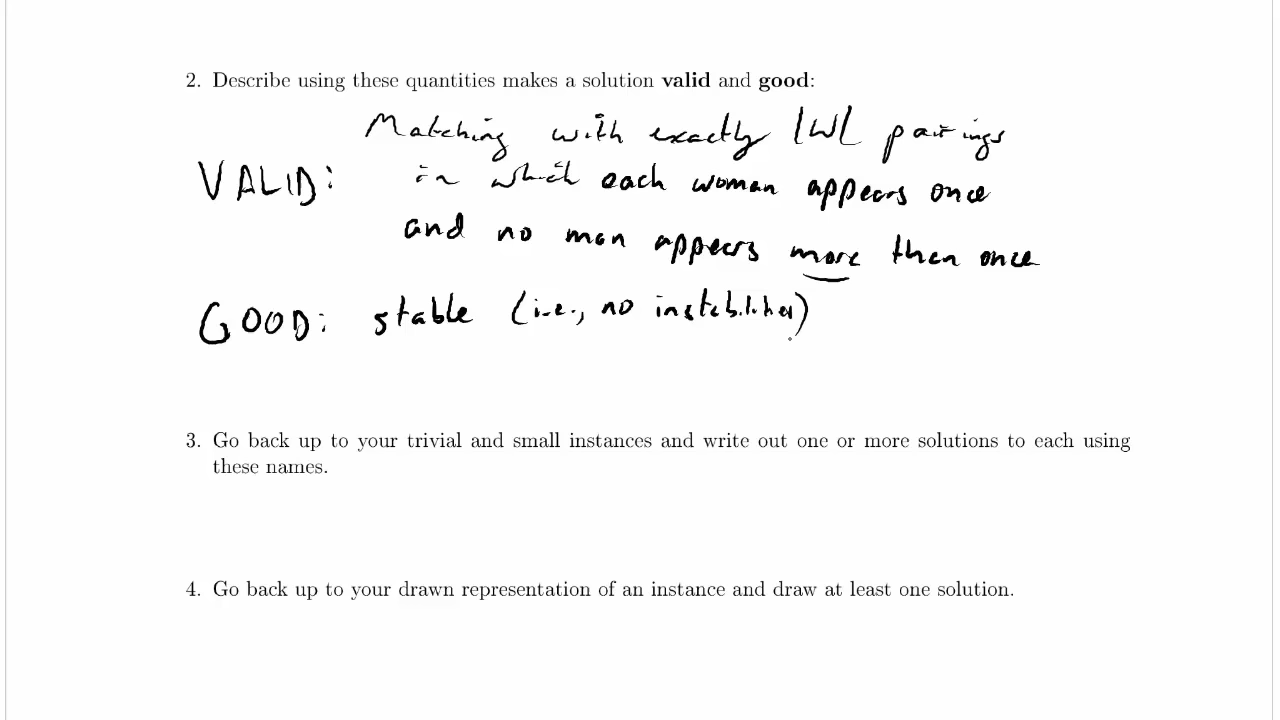 2. Describe using these quantities makes a solution valid and good:
Matching with exactly |W| pairings
VALID: in which each woman appears once
and no man appears more than once
GOOD: stable (i.e., no instabilities)
3. Go back up to your trivial and small instances and write out one or more solutions to each using
these names.
4. Go back up to your drawn representation of an instance and draw at least one solution.